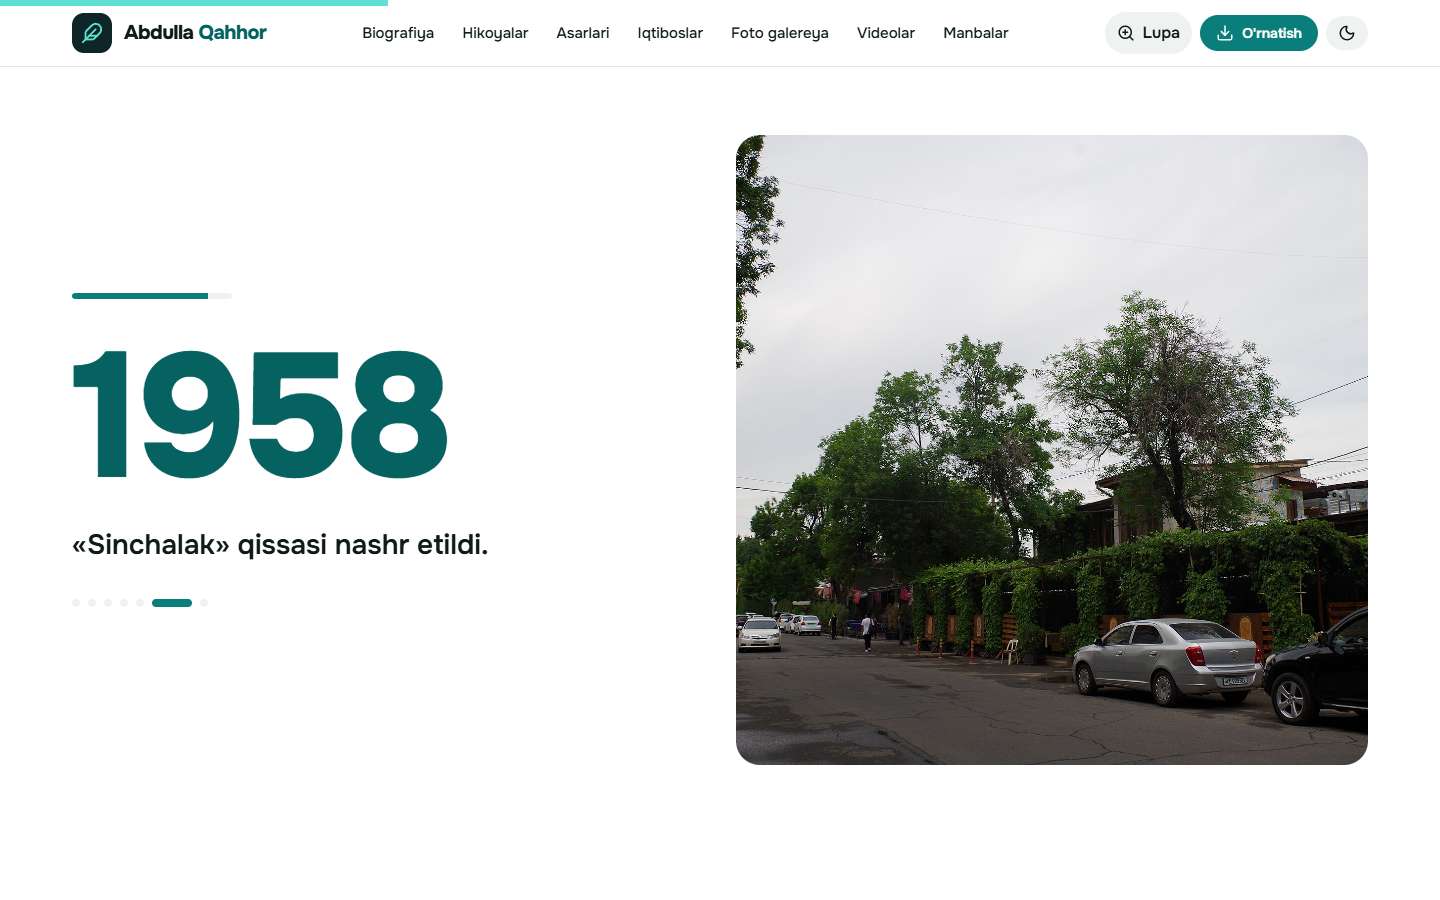 Abdulla Qahhor
Biografiya
Hikoyalar
Asarlari
Iqtiboslar
Foto galereya
Videolar
Manbalar
Lupa
O'rnatish
1958
«Sinchalak» qissasi nashr etildi.